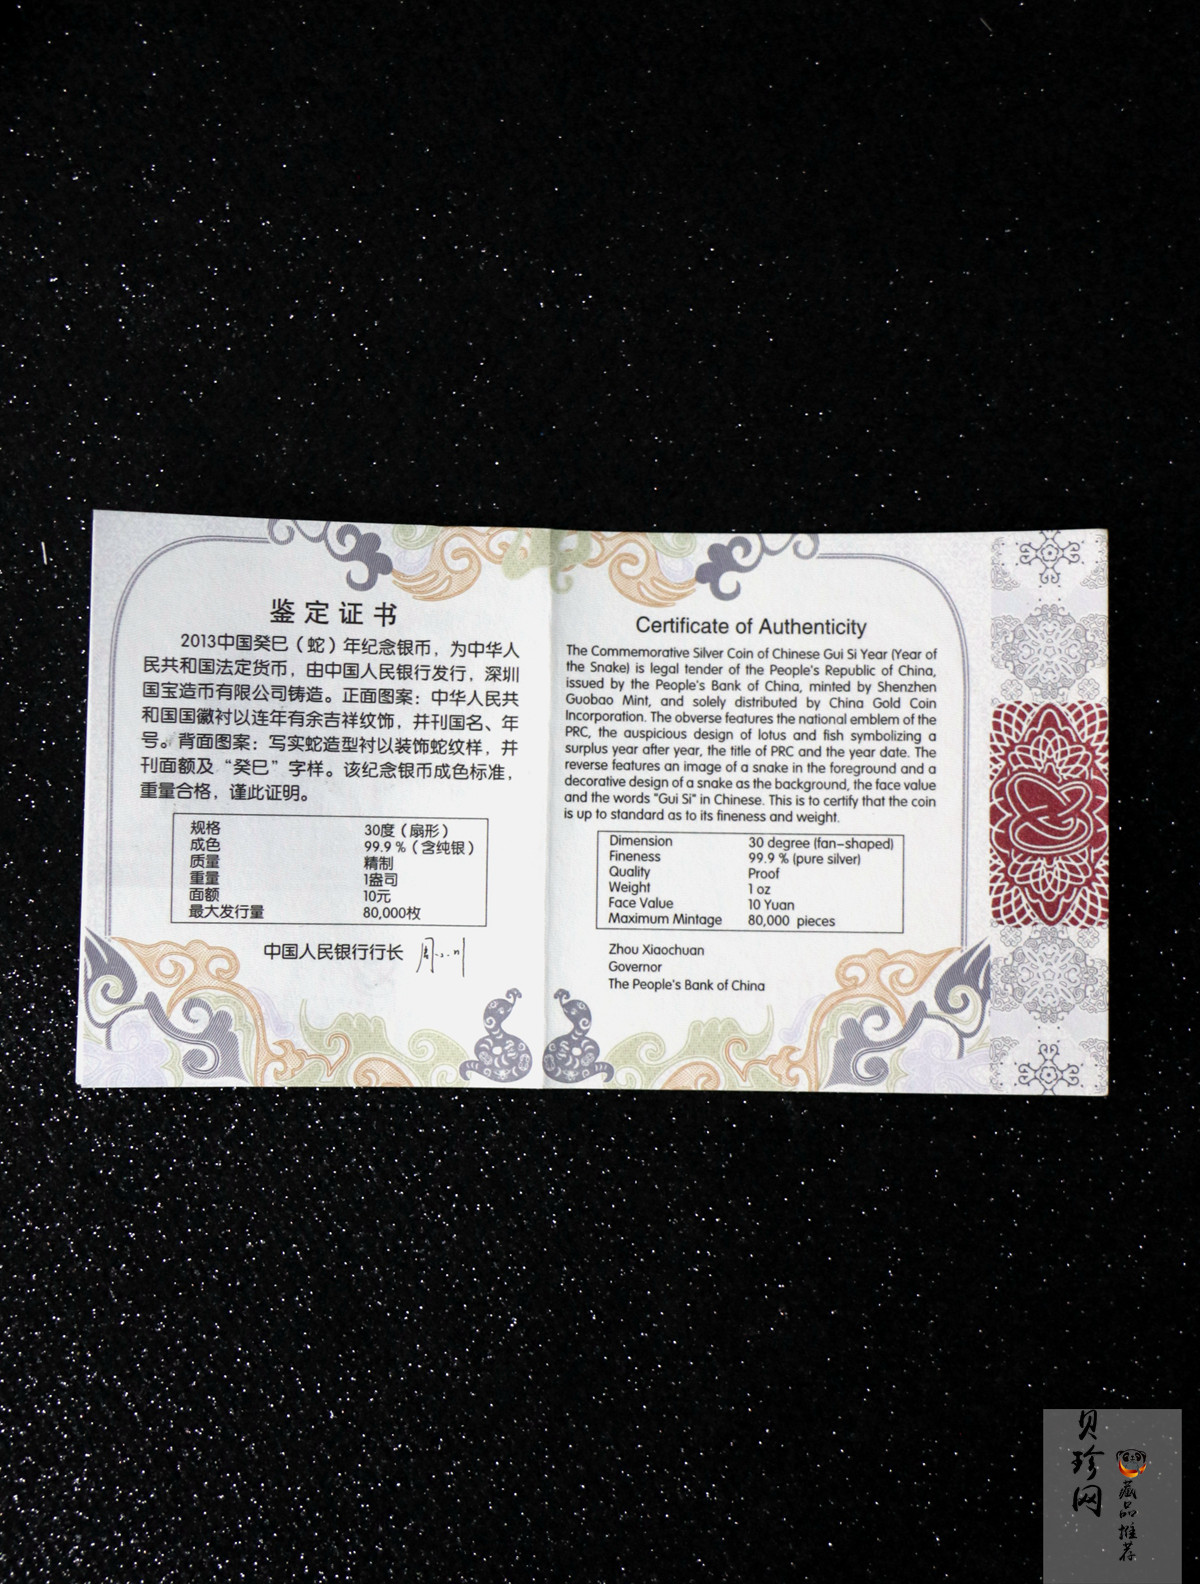 鉴定证书
2013中国癸巳（蛇）年纪念银币，为中华人
民共和国法定货币，由中国人民银行发行，深圳
国宝造币有限公司铸造。正面图案：中华人民共
和国国徽衬以连年有余吉祥纹饰，并刊国名、年
号。背面图案：写实蛇造型衬以装饰蛇纹样，并
刊面额及“癸巳”字样。该纪念银币成色标准，
重量合格，谨此证明。
规格 30度（扇形）
成色 99.9％（含纯银）
质量 精制
重量 1盎司
面额 10元
最大发行量 80,000枚
中国人民银行行长
Certificate of Authenticity
The Commemorative Silver Coin of Chinese Gui Si Year (Year of
the Snake) is legal tender of the People's Republic of China,
issued by the People's Bank of China, minted by Shenzhen
Guobao Mint, and solely distributed by China Gold Coin
Incorporation. The obverse features the national emblem of the
PRC, the auspicious design of lotus and fish symbolizing a
surplus year after year, the title of PRC and the year date. The
reverse features an image of a snake in the foreground and a
decorative design of a snake as the background, the face value
and the words "Gui Si" in Chinese. This is to certify that the coin
is up to standard as to its fineness and weight.
Dimension 30 degree (fan-shaped)
Fineness 99.9 % (pure silver)
Quality Proof
Weight 1 oz
Face Value 10 Yuan
Maximum Mintage 80,000 pieces
Zhou Xiaochuan
Governor
The People's Bank of China
贝珍网
藏品推荐